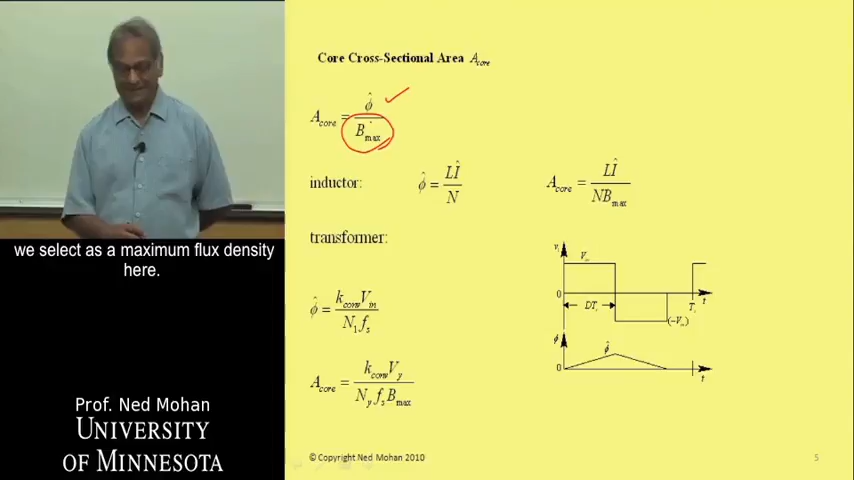 Core Cross-Sectional Area A_core
A_core = φ̂ / B_max
inductor: φ̂ = LÎ / N A_core = LÎ / NB_max
transformer:
φ̂ = k_conv V_in / N_1 f_s
A_core = k_conv V_y / N_y f_s B_max
V_in
0
DT_s
T_s
t
(-V_in)
φ
φ̂
0
t
we select as a maximum flux density
here.
Prof. Ned Mohan
UNIVERSITY
OF MINNESOTA
© Copyright Ned Mohan 2010
5